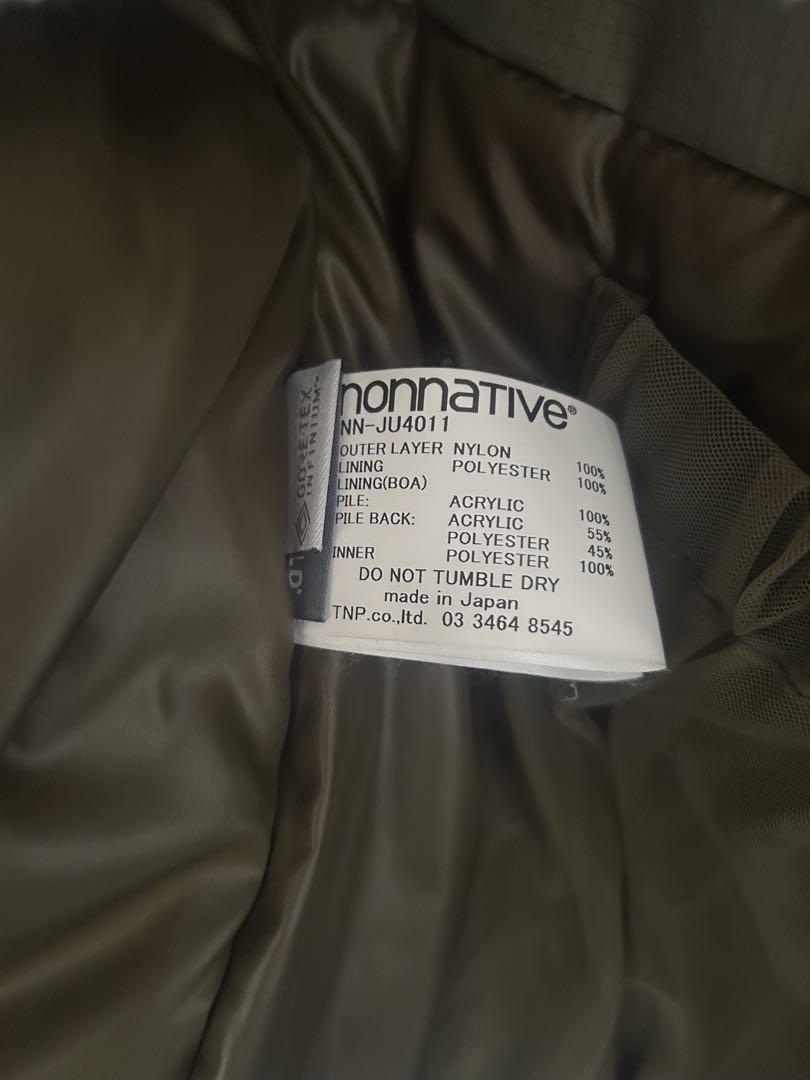 nonnative®
NN-JU4011
OUTER LAYER NYLON 100%
LINING POLYESTER 100%
LINING(BOA)
PILE: ACRYLIC 100%
PILE BACK: ACRYLIC 55%
POLYESTER 45%
INNER POLYESTER 100%
DO NOT TUMBLE DRY
made in Japan
TNP.co.,ltd. 03 3464 8545
GORE-TEX
INFINIUM™